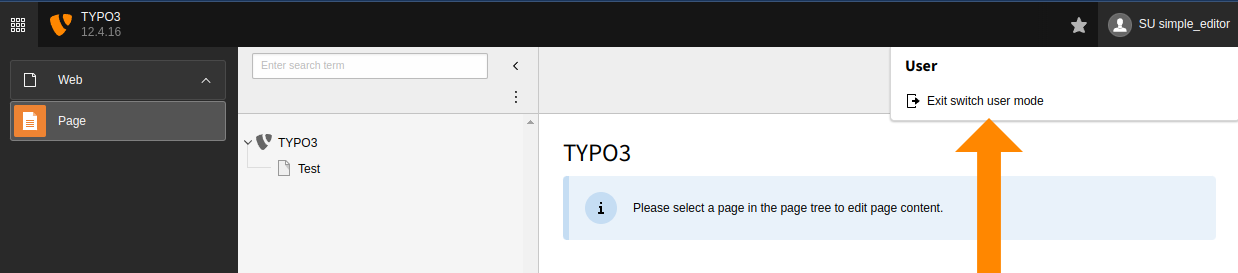 TYPO3
12.4.16
SU simple_editor
Web
Page
Enter search term
User
Exit switch user mode
TYPO3
Test
TYPO3
Please select a page in the page tree to edit page content.